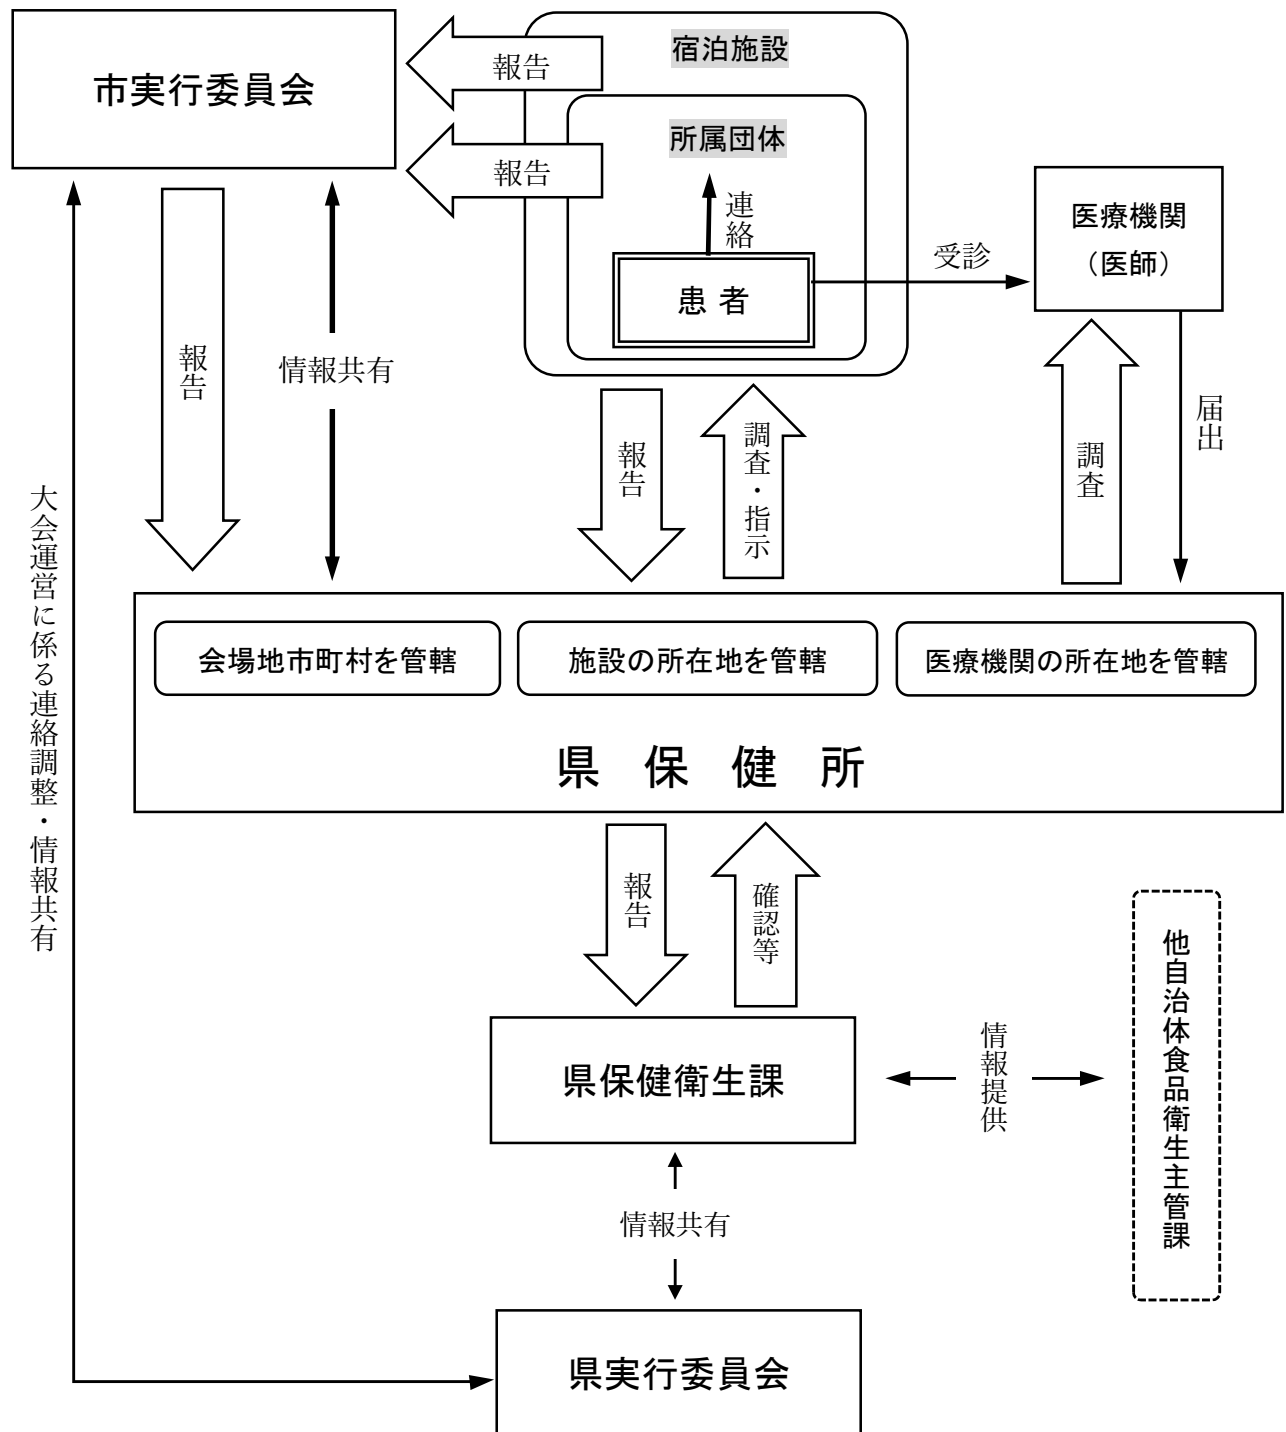 市実行委員会
報告
宿泊施設
報告
所属団体
連絡
患者
受診
医療機関
（医師）
報告
情報共有
報告
調査・指示
調査
届出
大会運営に係る連絡調整・情報共有
会場地市町村を管轄
施設の所在地を管轄
医療機関の所在地を管轄
県保健所
報告
確認等
県保健衛生課
情報提供
他自治体食品衛生主管課
情報共有
県実行委員会